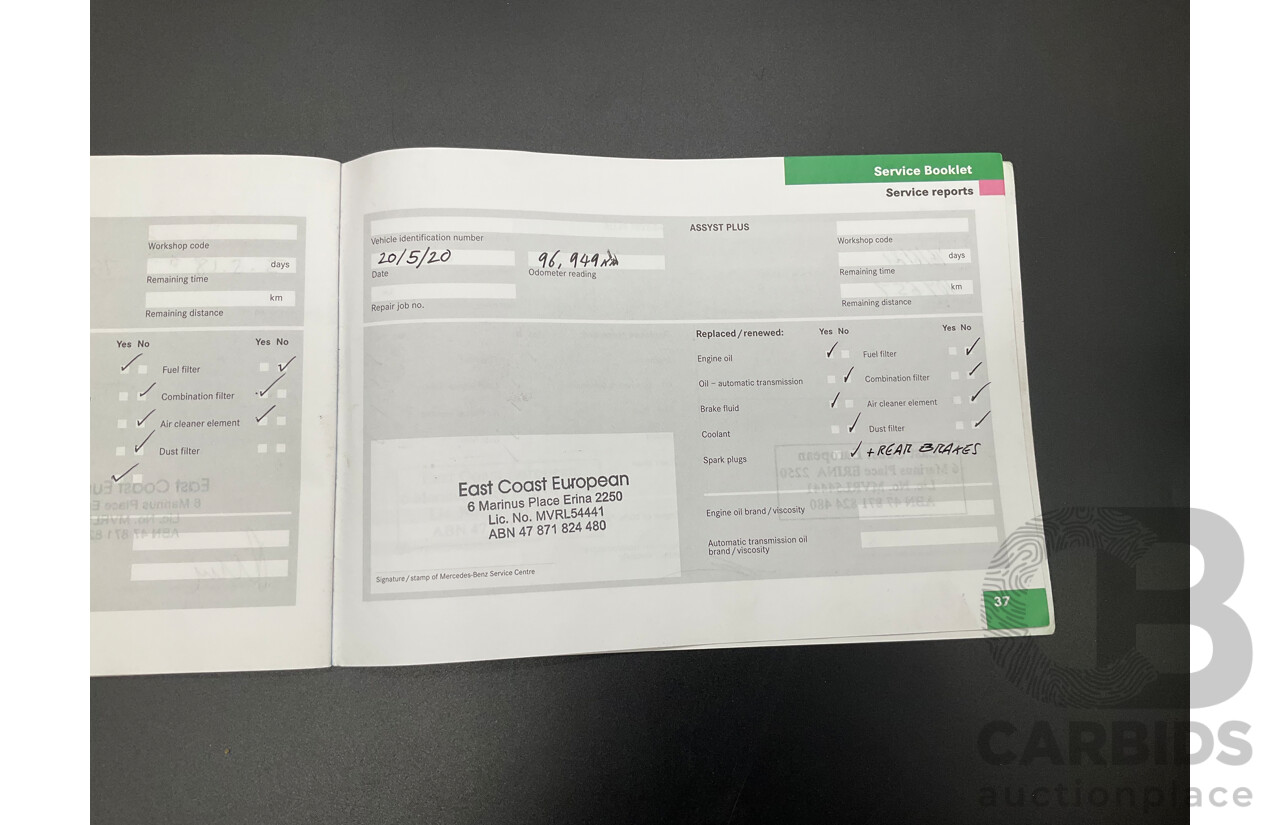 Service Booklet
Service reports
Workshop code
days
Remaining time
km
Remaining distance
Yes No
Yes No
Fuel filter
Combination filter
Air cleaner element
Dust filter
Vehicle identification number
20/5/20
Date
96,949
Odometer reading
Repair job no.
ASSYST PLUS
Workshop code
days
Remaining time
km
Remaining distance
Replaced/renewed:
Yes No
Yes No
Engine oil
Fuel filter
Oil – automatic transmission
Combination filter
Brake fluid
Air cleaner element
Coolant
Dust filter
Spark plugs
+ REAR BRAKES
Engine oil brand/viscosity
Automatic transmission oil
brand/viscosity
East Coast European
6 Marinus Place Erina 2250
Lic. No. MVRL54441
ABN 47 871 824 480
Signature/stamp of Mercedes-Benz Service Centre
37
CB
CARBIDS
auctionplace